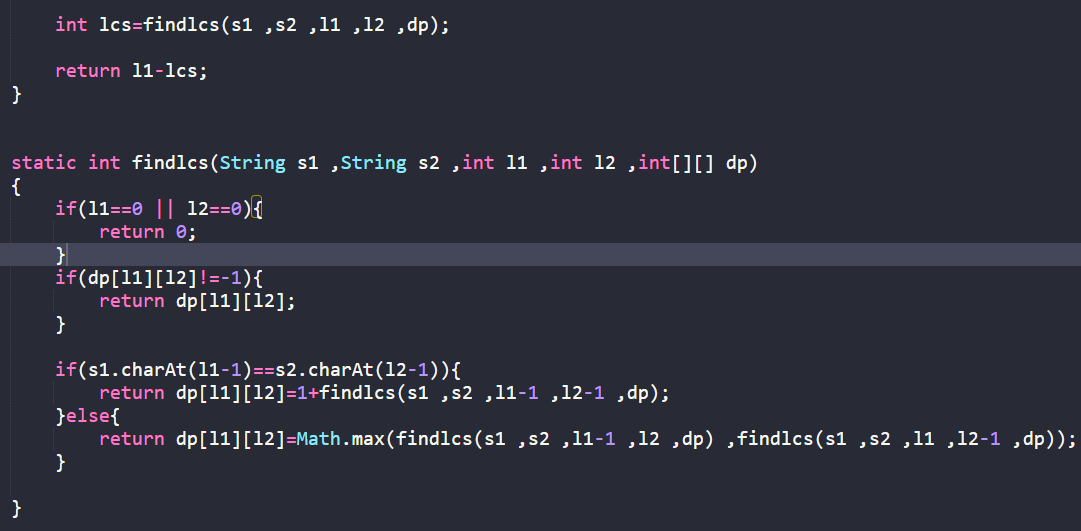 int lcs=findlcs(s1 ,s2 ,l1 ,l2 ,dp);
return l1-lcs;
}
static int findlcs(String s1 ,String s2 ,int l1 ,int l2 ,int[][] dp)
{
if(l1==0 || l2==0){
return 0;
}
if(dp[l1][l2]!=-1){
return dp[l1][l2];
}
if(s1.charAt(l1-1)==s2.charAt(l2-1)){
return dp[l1][l2]=1+findlcs(s1 ,s2 ,l1-1 ,l2-1 ,dp);
}else{
return dp[l1][l2]=Math.max(findlcs(s1 ,s2 ,l1-1 ,l2 ,dp) ,findlcs(s1 ,s2 ,l1 ,l2-1 ,dp));
}
}